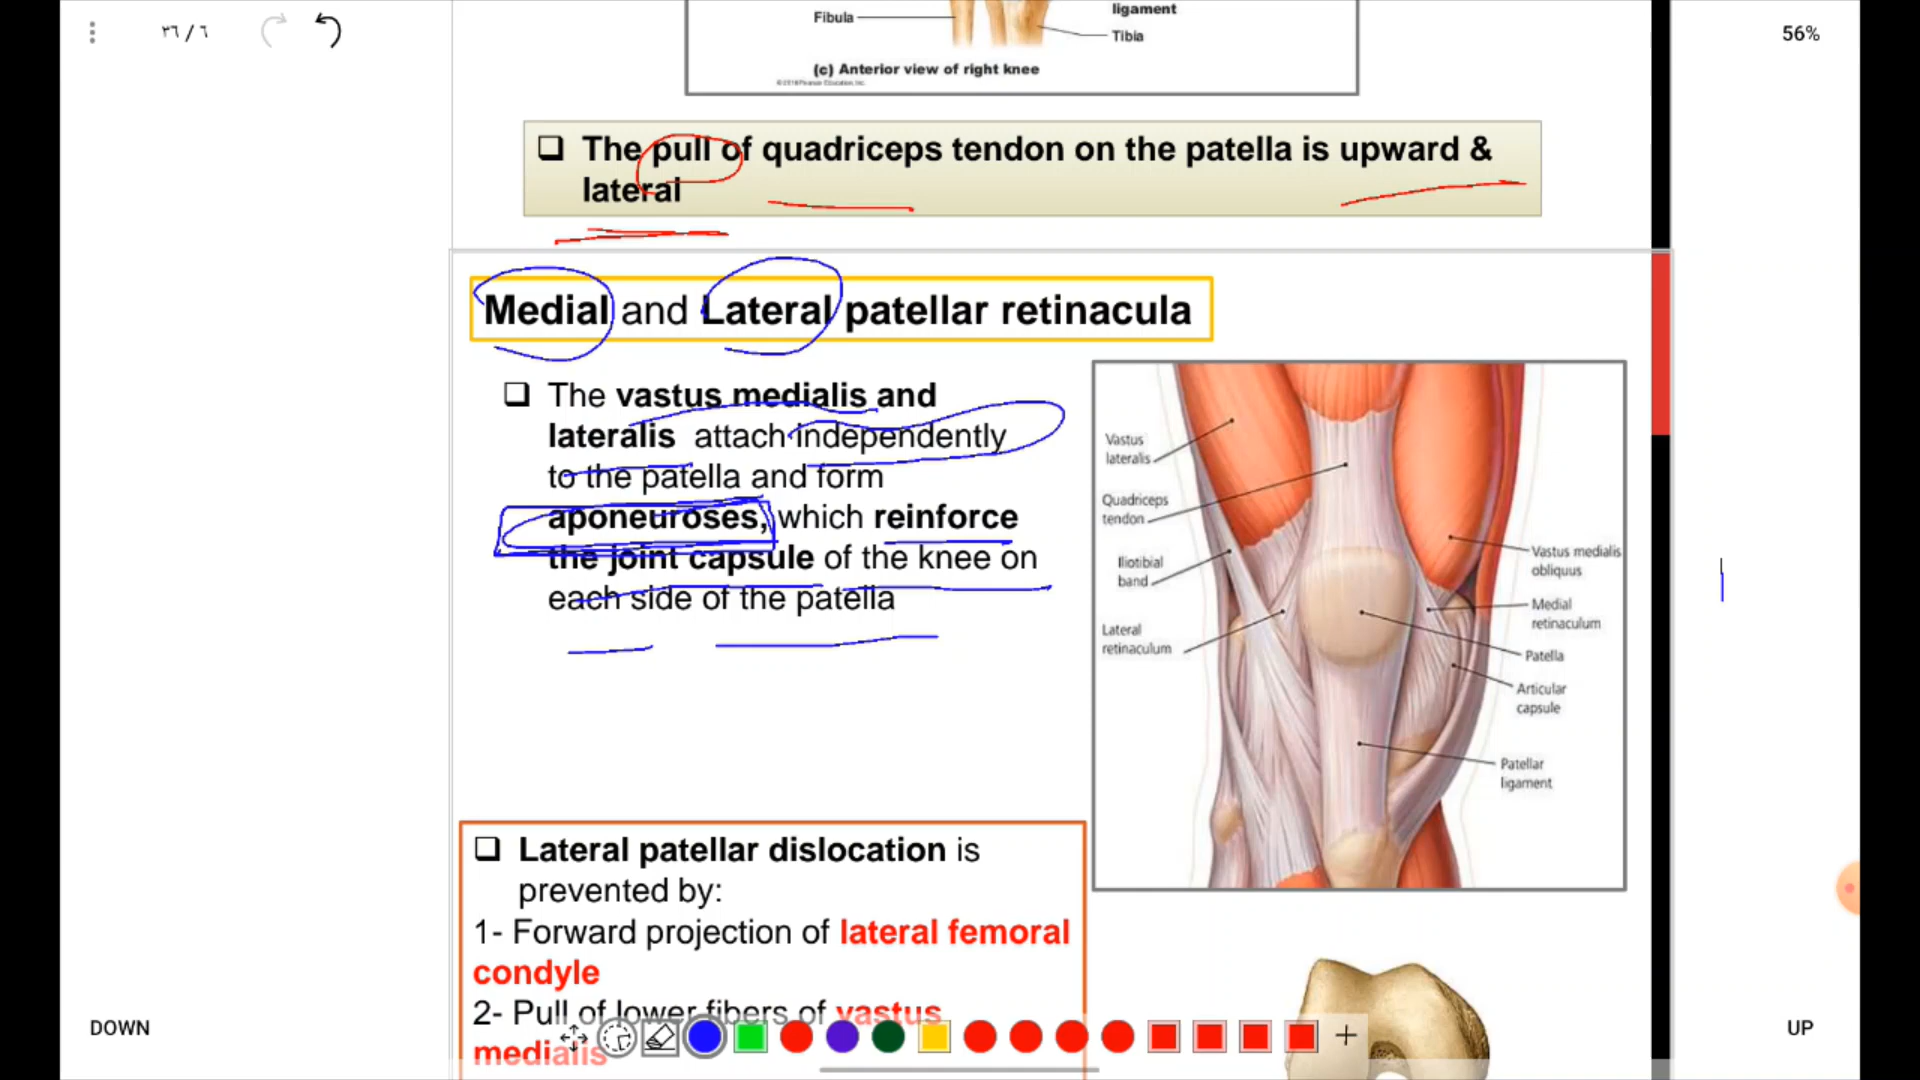 ٣٦ / ٦
56%
Fibula
ligament
Tibia
(c) Anterior view of right knee
❑ The pull of quadriceps tendon on the patella is upward &
lateral
Medial and Lateral patellar retinacula
❑ The vastus medialis and
lateralis attach independently
to the patella and form
aponeuroses, which reinforce
the joint capsule of the knee on
each side of the patella
Vastus
lateralis
Quadriceps
tendon
Iliotibial
band
Lateral
retinaculum
Vastus medialis
obliquus
Medial
retinaculum
Patella
Articular
capsule
Patellar
ligament
❑ Lateral patellar dislocation is
prevented by:
1- Forward projection of lateral femoral
condyle
2- Pull of lower fibers of vastus
medialis
DOWN
UP